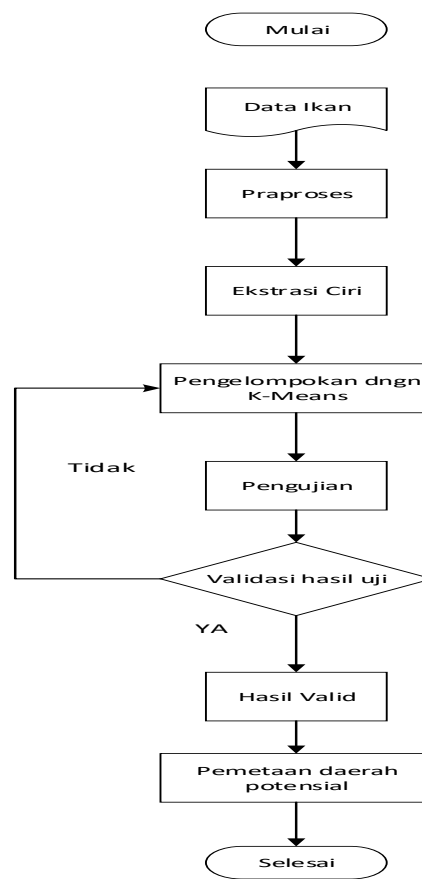 Mulai
Data Ikan
Praproses
Ekstrasi Ciri
Pengelompokan dngn
K-Means
Tidak
Pengujian
Validasi hasil uji
YA
Hasil Valid
Pemetaan daerah
potensial
Selesai